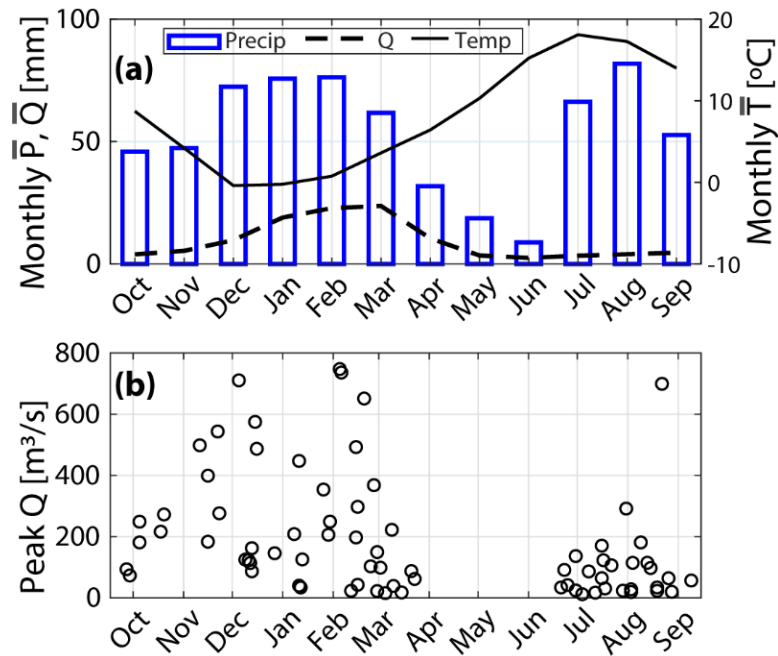 100
50
0
Monthly P̅, Q̅ [mm]
(a)
Precip Q Temp
20
10
0
-10
Monthly T̅ [ºC]
Oct Nov Dec Jan Feb Mar Apr May Jun Jul Aug Sep
800
600
400
200
0
Peak Q [m³/s]
(b)
Oct Nov Dec Jan Feb Mar Apr May Jun Jul Aug Sep